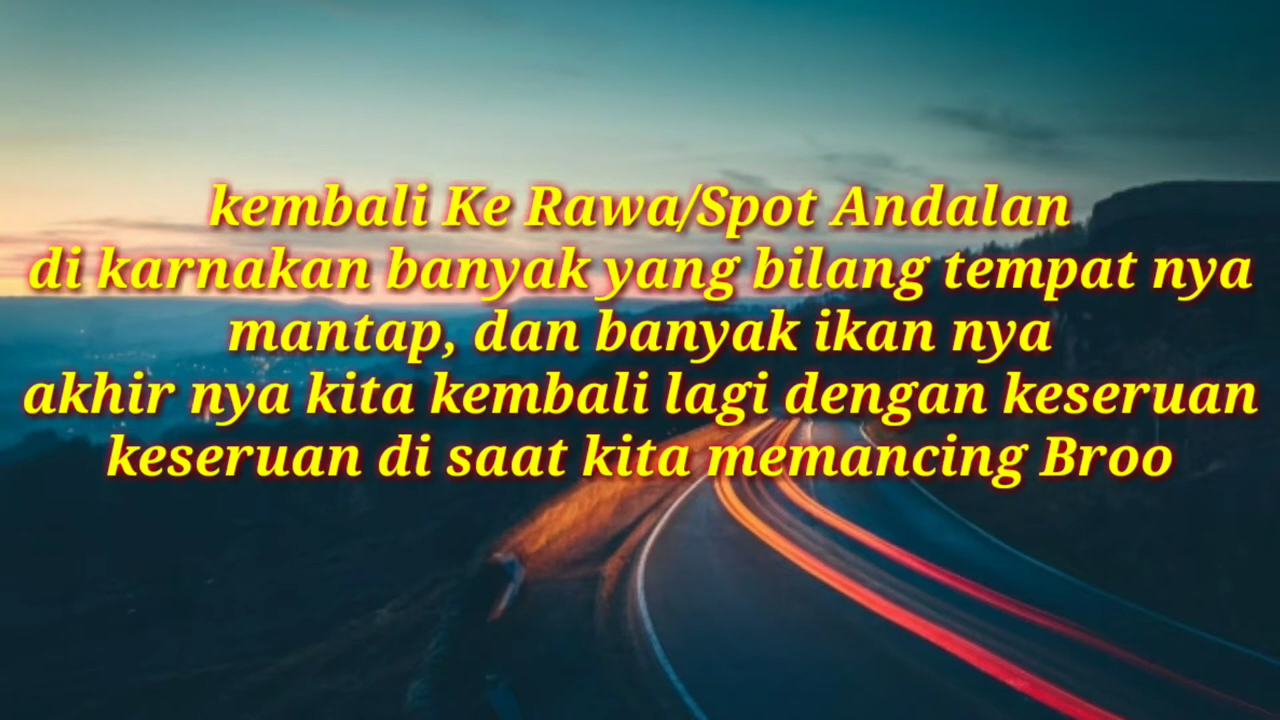 kembali Ke Rawa/Spot Andalan
di karnakan banyak yang bilang tempat nya
mantap, dan banyak ikan nya
akhir nya kita kembali lagi dengan keseruan
keseruan di saat kita memancing Broo